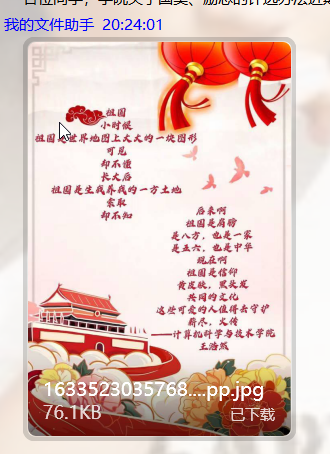 我的文件助手 20:24:01
祖国
小时候
祖国是世界地图上大大的一块图形
可见
却不懂
长大后
祖国是生我养我的一方土地
索取
却不知
后来啊
祖国是肩膀
是八方，也是一家
是五六，也是中华
现在啊
祖国是信仰
黄皮肤，黑头发
共同的文化
这些可爱的人值得去守护
薪尽，火传
——计算机科学与技术学院
王浩然
1633523035768....pp.jpg
76.1KB
已下载